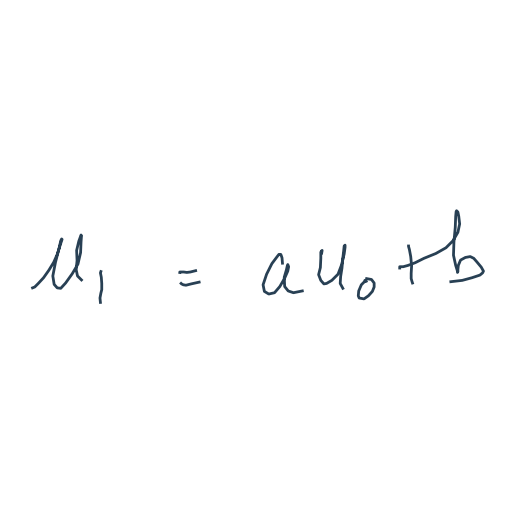 u₁ = au₀+b